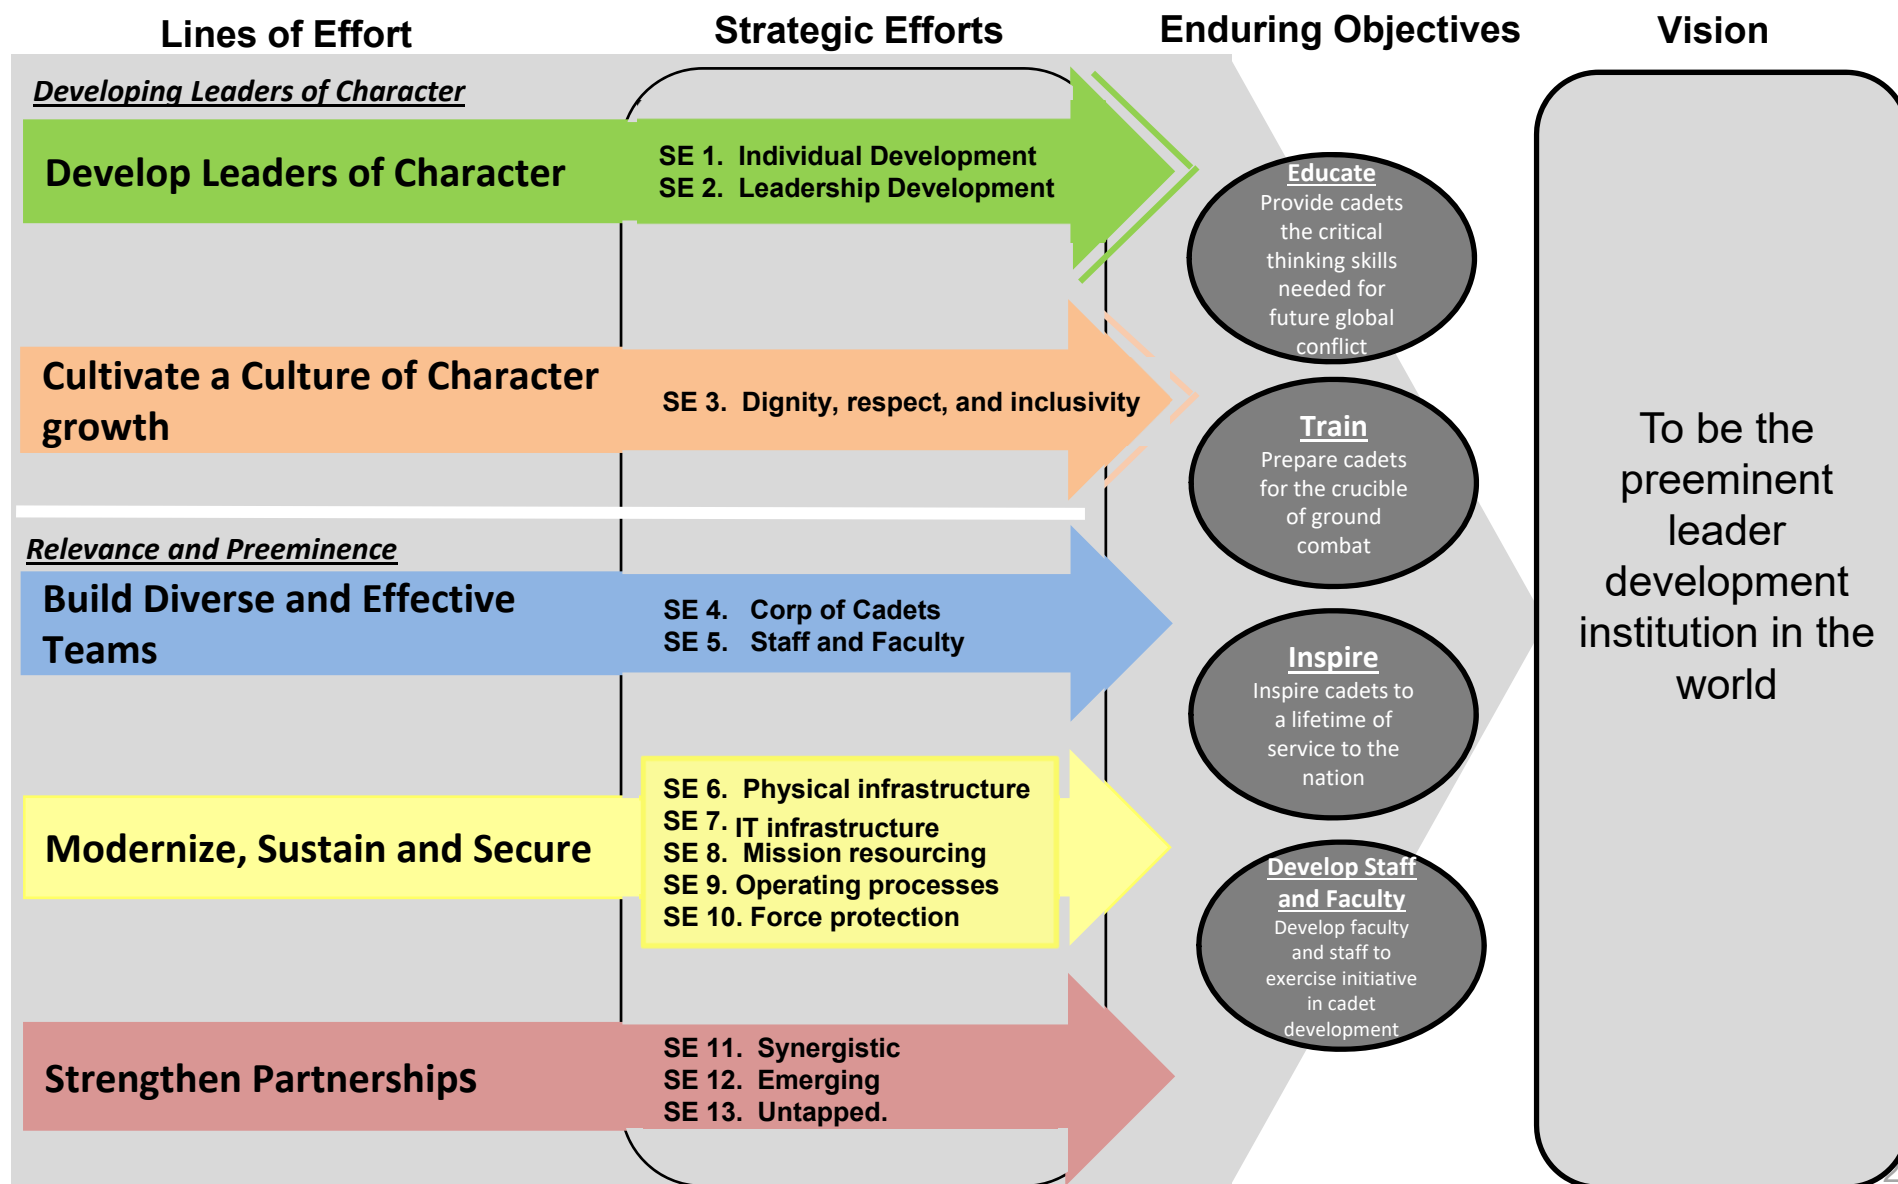 Lines of Effort
Strategic Efforts
Enduring Objectives
Vision
Developing Leaders of Character
Develop Leaders of Character
SE 1. Individual Development
SE 2. Leadership Development
Cultivate a Culture of Character
growth
SE 3. Dignity, respect, and inclusivity
Relevance and Preeminence
Build Diverse and Effective
Teams
SE 4. Corp of Cadets
SE 5. Staff and Faculty
Modernize, Sustain and Secure
SE 6. Physical infrastructure
SE 7. IT infrastructure
SE 8. Mission resourcing
SE 9. Operating processes
SE 10. Force protection
Strengthen Partnerships
SE 11. Synergistic
SE 12. Emerging
SE 13. Untapped.
Educate
Provide cadets
the critical
thinking skills
needed for
future global
conflict
Train
Prepare cadets
for the crucible
of ground
combat
Inspire
Inspire cadets to
a lifetime of
service to the
nation
Develop Staff
and Faculty
Develop faculty
and staff to
exercise initiative
in cadet
development
To be the
preeminent
leader
development
institution in the
world